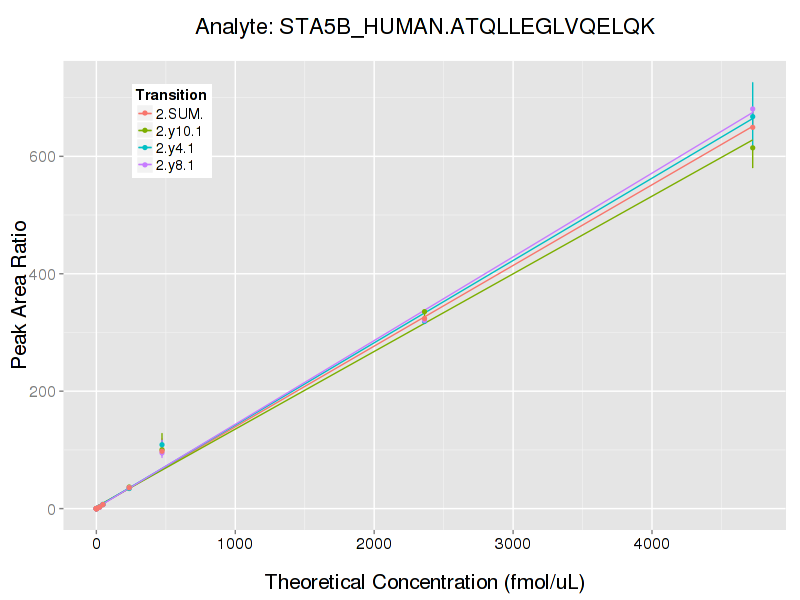 Analyte: STA5B_HUMAN.ATQLLEGLVQELQK
Transition
2.SUM.
2.y10.1
2.y4.1
2.y8.1
Peak Area Ratio
600
400
200
0
0 1000 2000 3000 4000
Theoretical Concentration (fmol/uL)